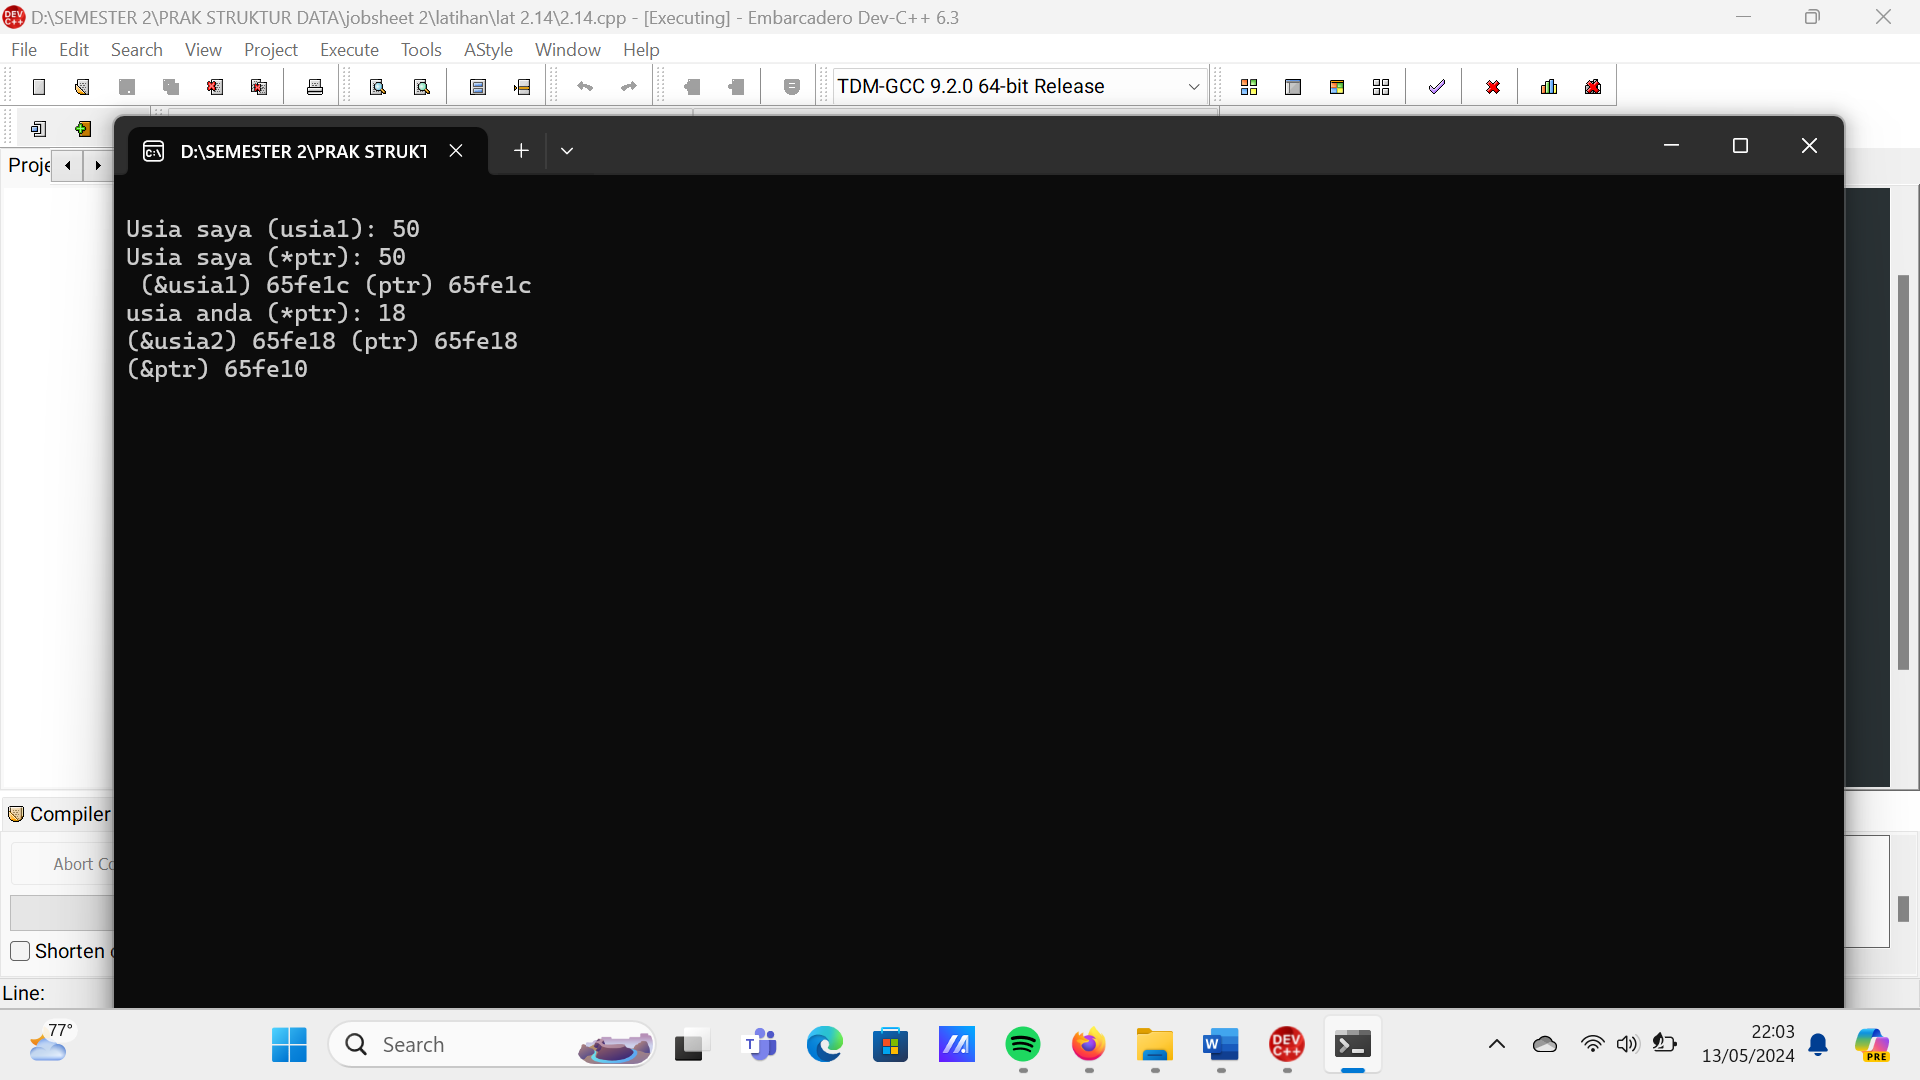 D:\SEMESTER 2\PRAK STRUKTUR DATA\jobsheet 2\latihan\lat 2.14\2.14.cpp - [Executing] - Embarcadero Dev-C++ 6.3
File Edit Search View Project Execute Tools AStyle Window Help
TDM-GCC 9.2.0 64-bit Release
Proje
D:\SEMESTER 2\PRAK STRUKT
Usia saya (usia1): 50
Usia saya (*ptr): 50
(&usia1) 65fe1c (ptr) 65fe1c
usia anda (*ptr): 18
(&usia2) 65fe18 (ptr) 65fe18
(&ptr) 65fe10
Compiler
Abort Co
Shorten
Line:
77°
Search
DEV C++
22:03
13/05/2024
PRE